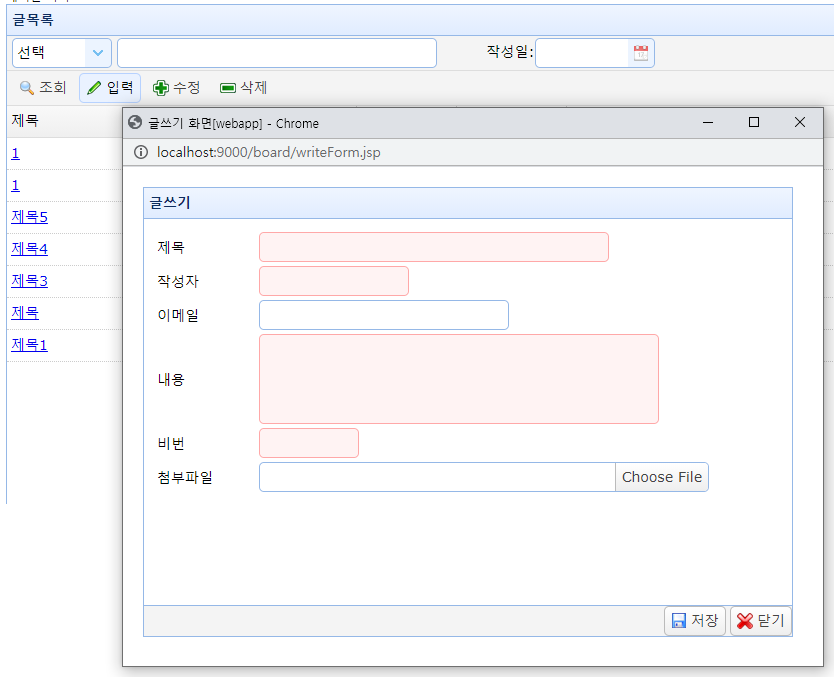 글목록
선택 작성일:
조회 입력 수정 삭제
제목
글쓰기 화면[webapp] - Chrome
localhost:9000/board/writeForm.jsp
1
1
제목5
제목4
제목3
제목
제목1
글쓰기
제목
작성자
이메일
내용
비번
첨부파일 Choose File
저장 닫기